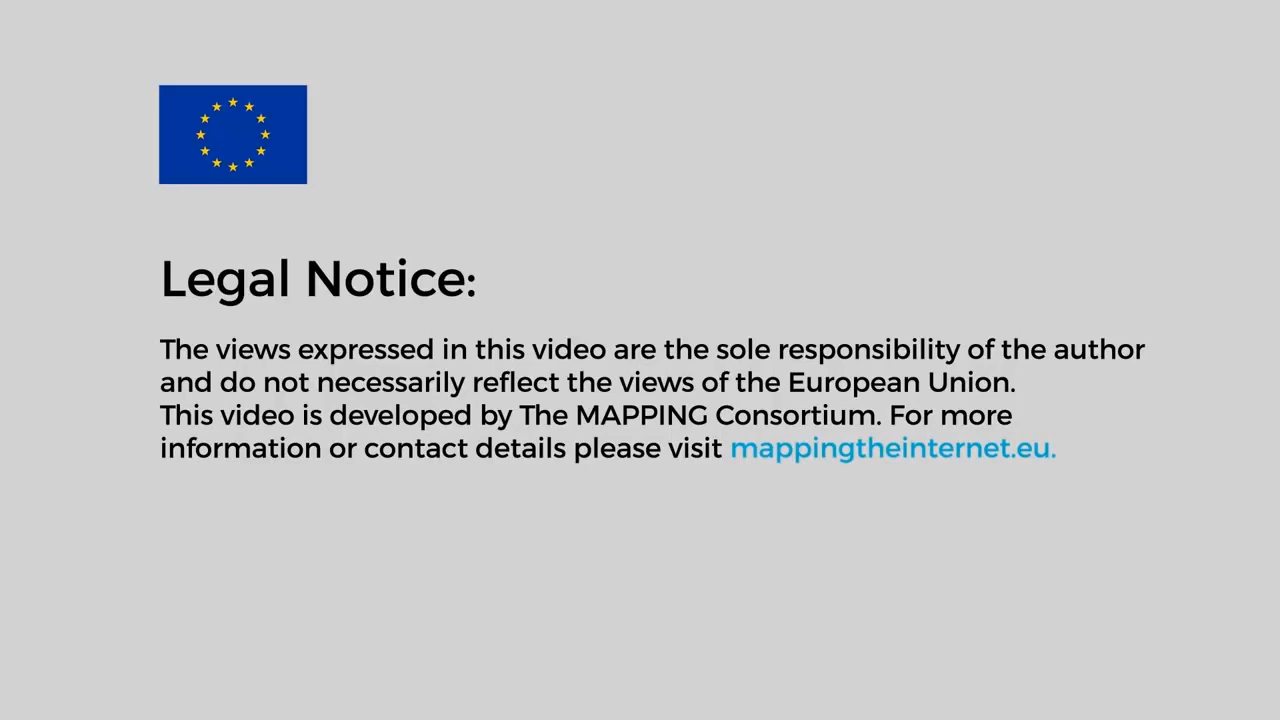 Legal Notice:
The views expressed in this video are the sole responsibility of the author
and do not necessarily reflect the views of the European Union.
This video is developed by The MAPPING Consortium. For more
information or contact details please visit mappingtheinternet.eu.